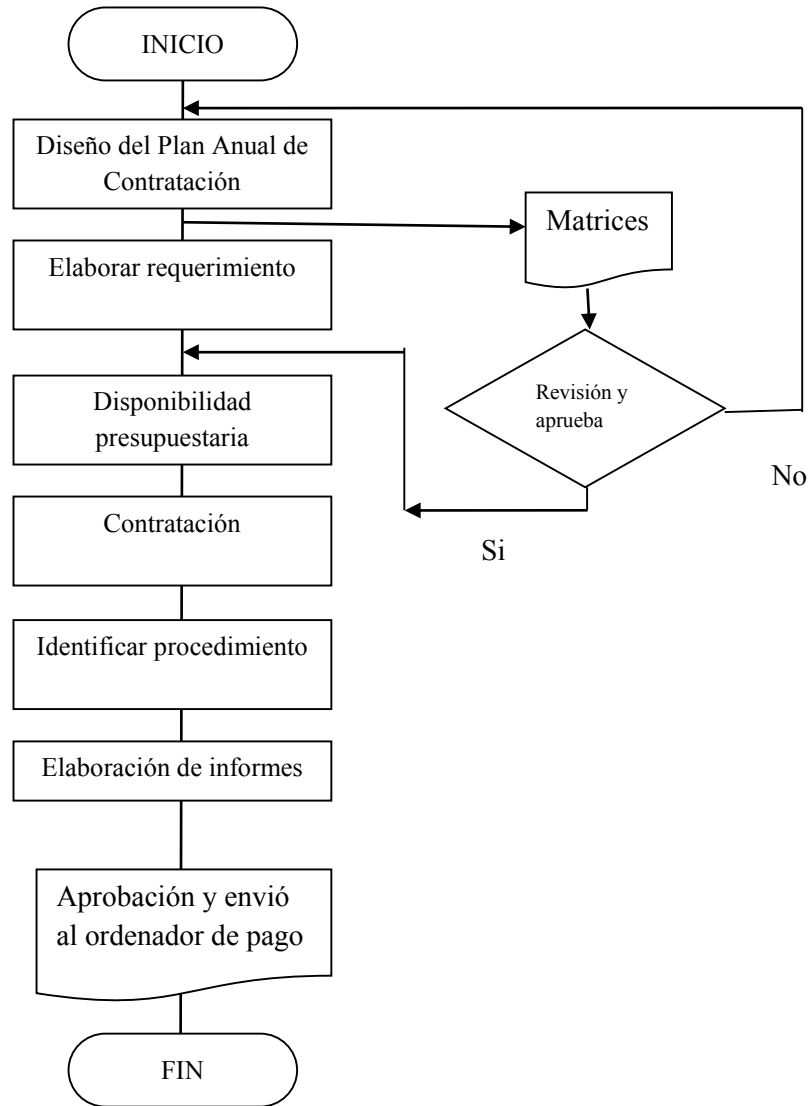 INICIO
Diseño del Plan Anual de
Contratación
Matrices
Elaborar requerimiento
Revisión y
aprueba
Disponibilidad
presupuestaria
No
Si
Contratación
Identificar procedimiento
Elaboración de informes
Aprobación y envió
al ordenador de pago
FIN